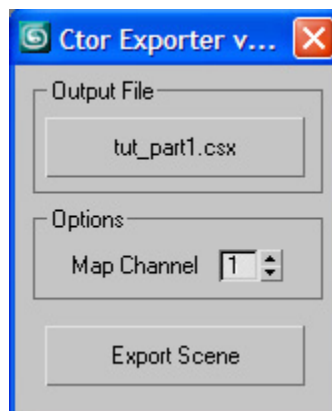 Ctor Exporter v...
Output File
tut_part1.csx
Options
Map Channel 1
Export Scene